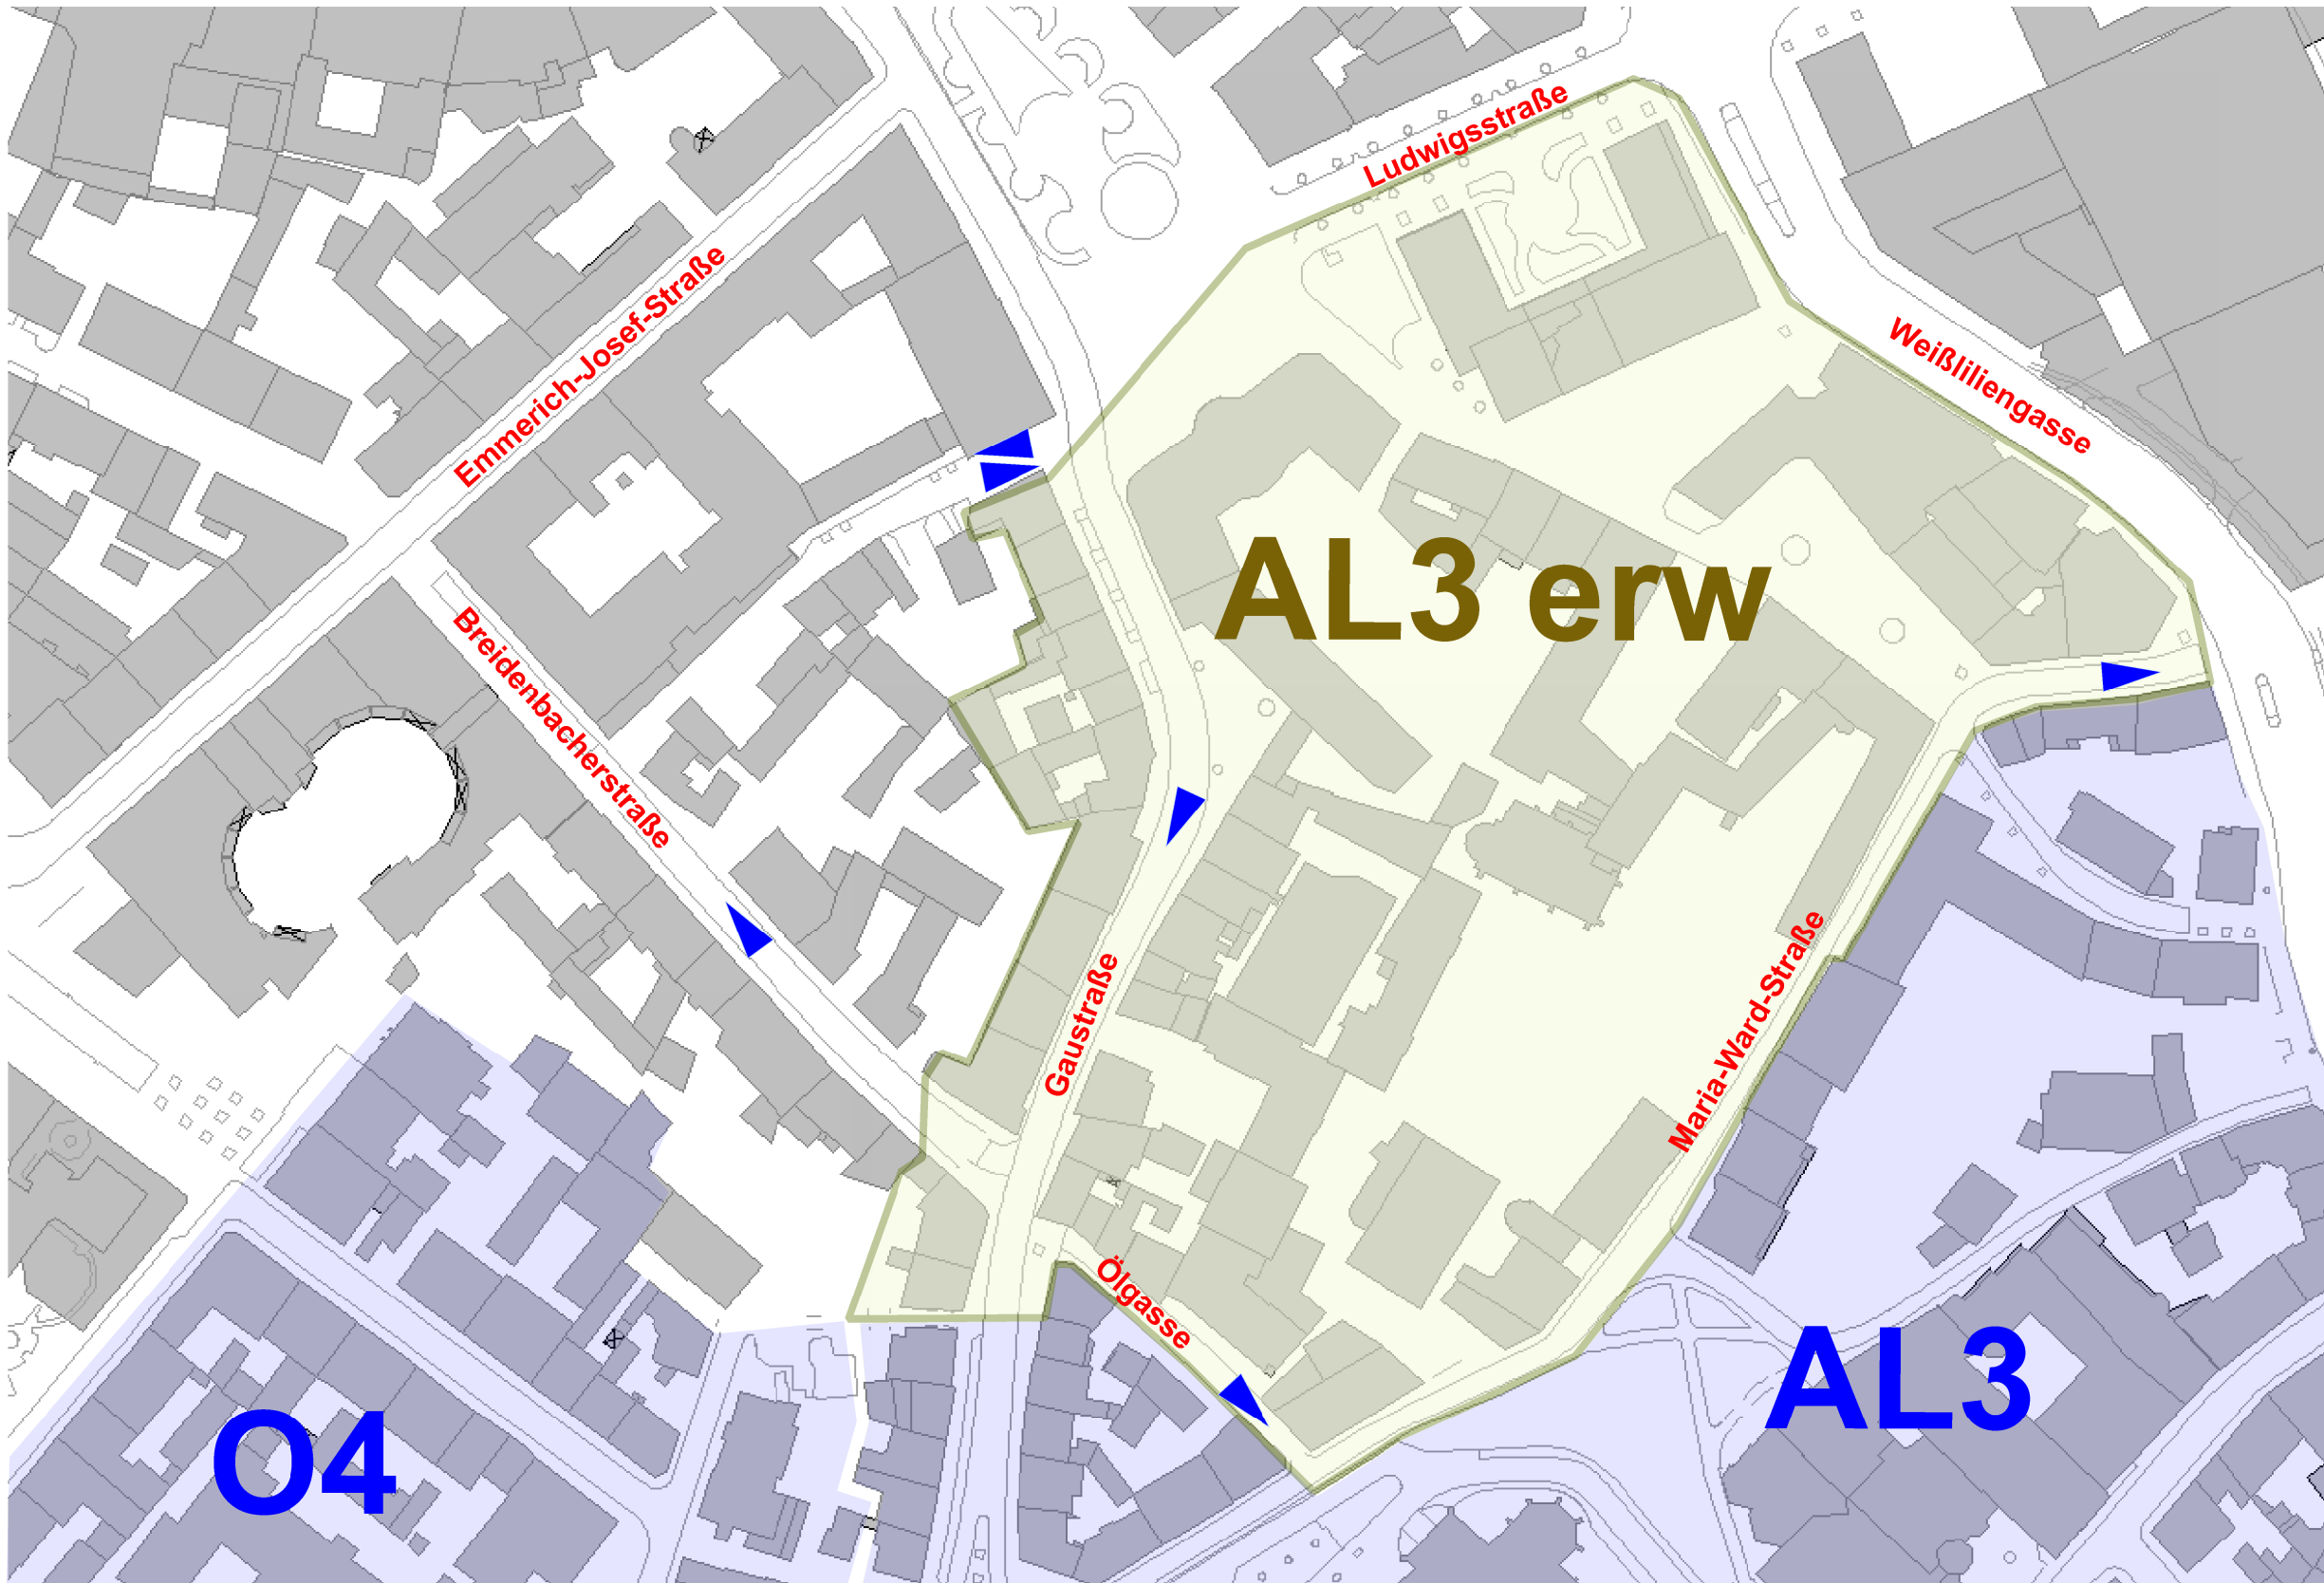 Ludwigsstraße
Emmerich-Josef-Straße
Weißliliengasse
AL3 erw
Breidenbacherstraße
Gaustraße
Maria-Ward-Straße
Ölgasse
AL3
O4